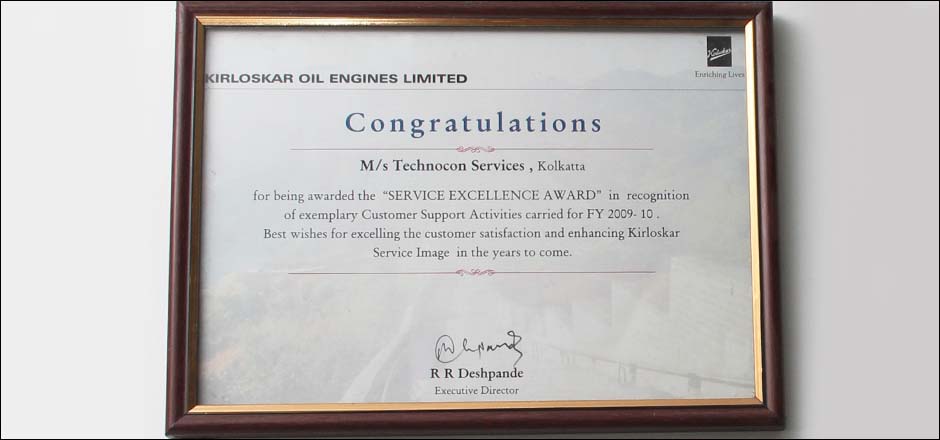 Kirloskar
Enriching Lives
KIRLOSKAR OIL ENGINES LIMITED
Congratulations
M/s Technocon Services , Kolkatta
for being awarded the “SERVICE EXCELLENCE AWARD” in recognition
of exemplary Customer Support Activities carried for FY 2009- 10 .
Best wishes for excelling the customer satisfaction and enhancing Kirloskar
Service Image in the years to come.
R R Deshpande
Executive Director